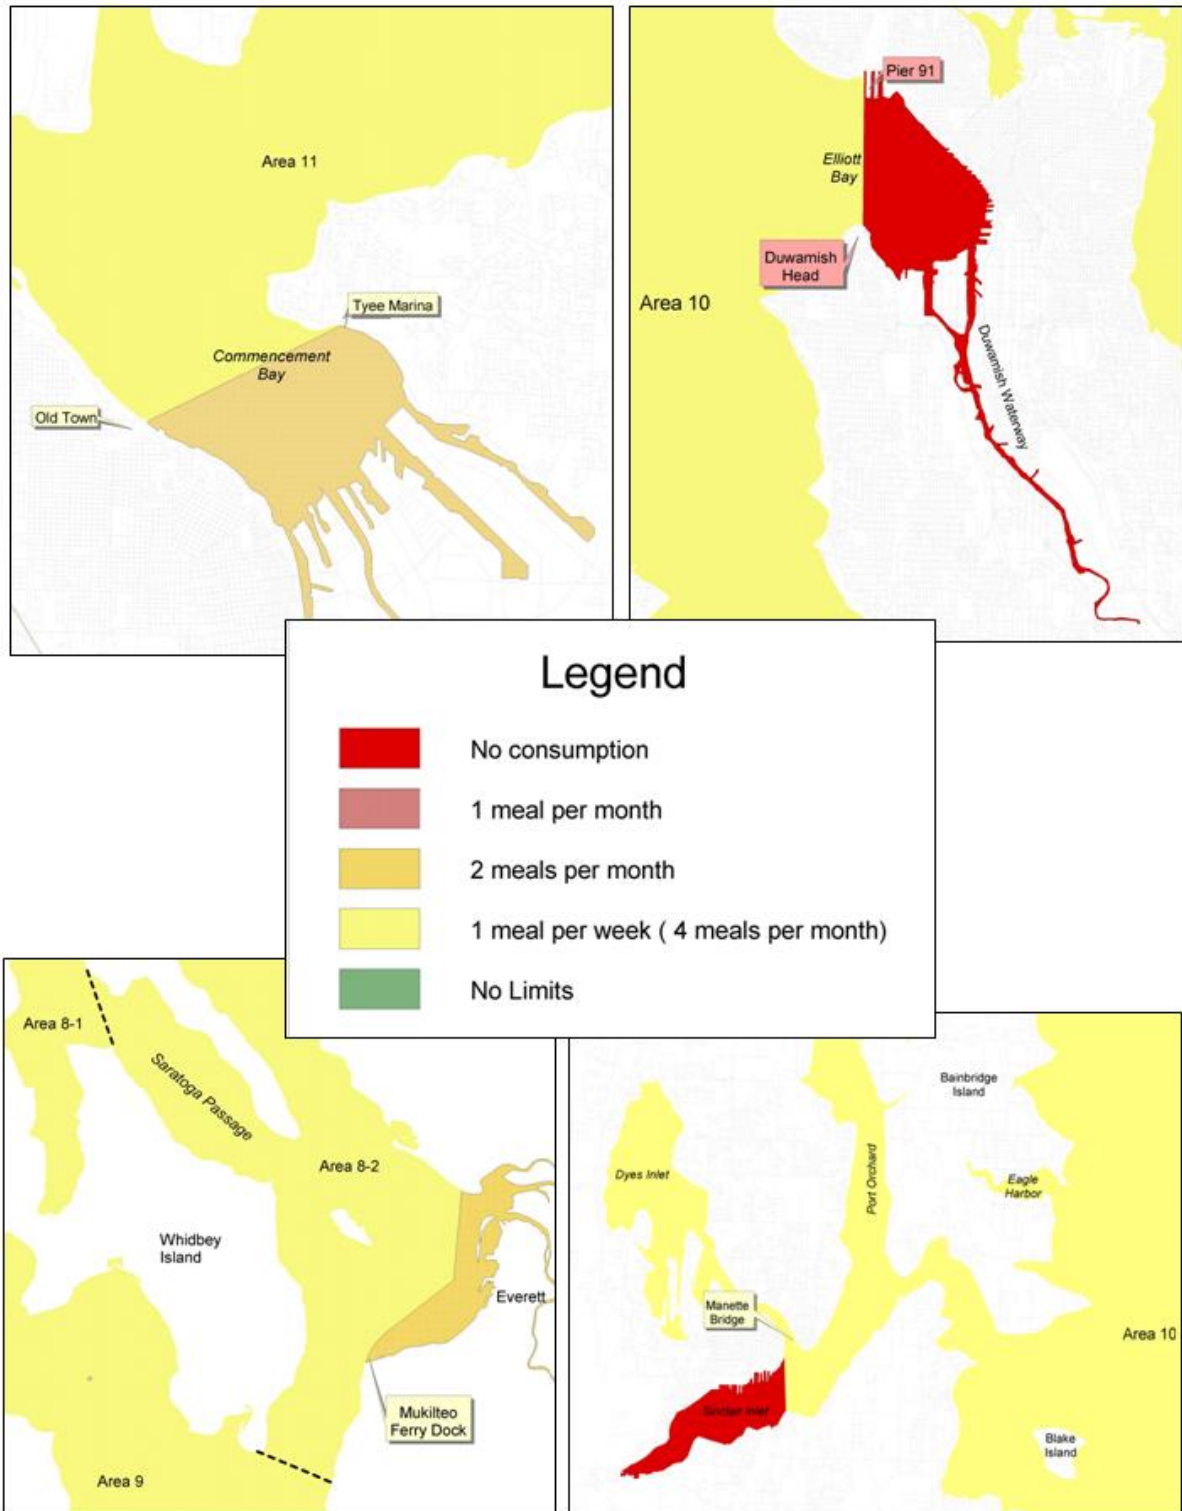 Area 11
Tyee Marina
Commencement
Bay
Old Town
Pier 91
Elliott
Bay
Duwamish
Head
Area 10
Duwamish Waterway
Legend
No consumption
1 meal per month
2 meals per month
1 meal per week ( 4 meals per month)
No Limits
Area 8-1
Saratoga Passage
Area 8-2
Whidbey
Island
Everett
Mukilteo
Ferry Dock
Area 9
Bainbridge
Island
Dyes Inlet
Port Orchard
Eagle
Harbor
Manette
Bridge
Area 10
Sinclair Inlet
Blake
Island